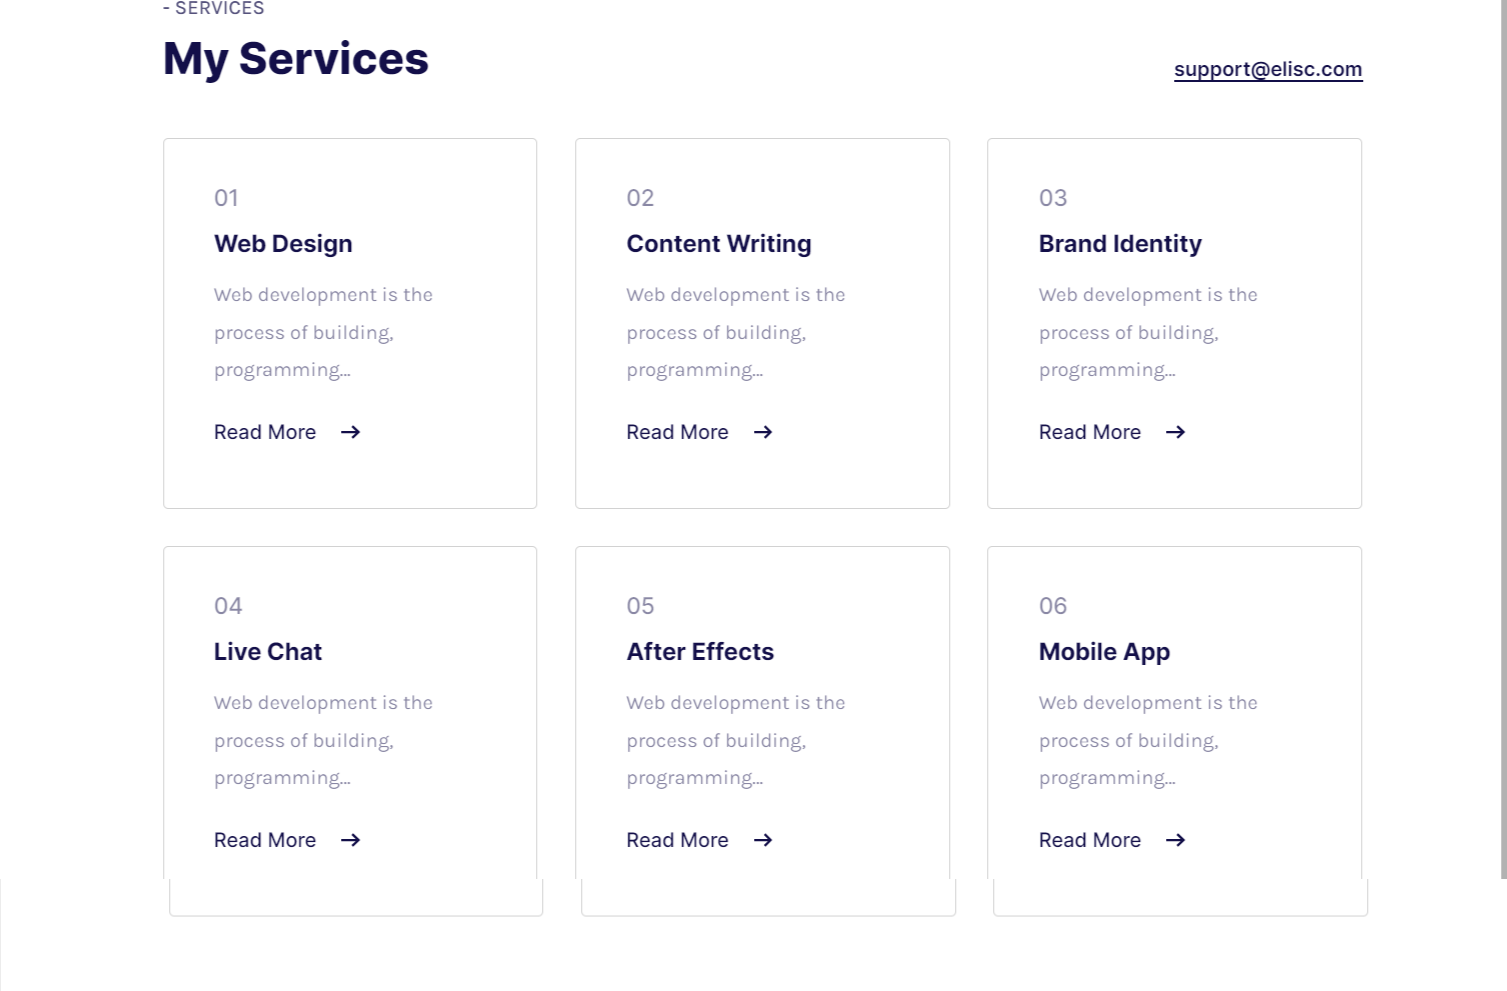 - SERVICES
My Services
support@elisc.com
01
Web Design
Web development is the
process of building,
programming...
Read More
02
Content Writing
Web development is the
process of building,
programming...
Read More
03
Brand Identity
Web development is the
process of building,
programming...
Read More
04
Live Chat
Web development is the
process of building,
programming...
Read More
05
After Effects
Web development is the
process of building,
programming...
Read More
06
Mobile App
Web development is the
process of building,
programming...
Read More